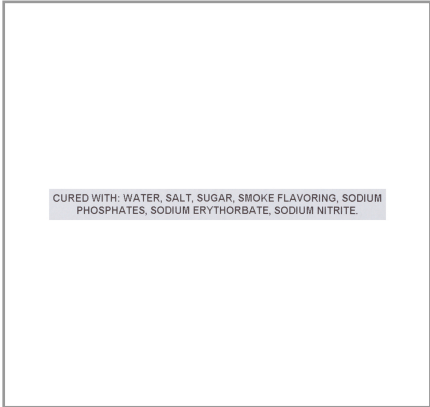 CURED WITH: WATER, SALT, SUGAR, SMOKE FLAVORING, SODIUM
PHOSPHATES, SODIUM ERYTHORBATE, SODIUM NITRITE.